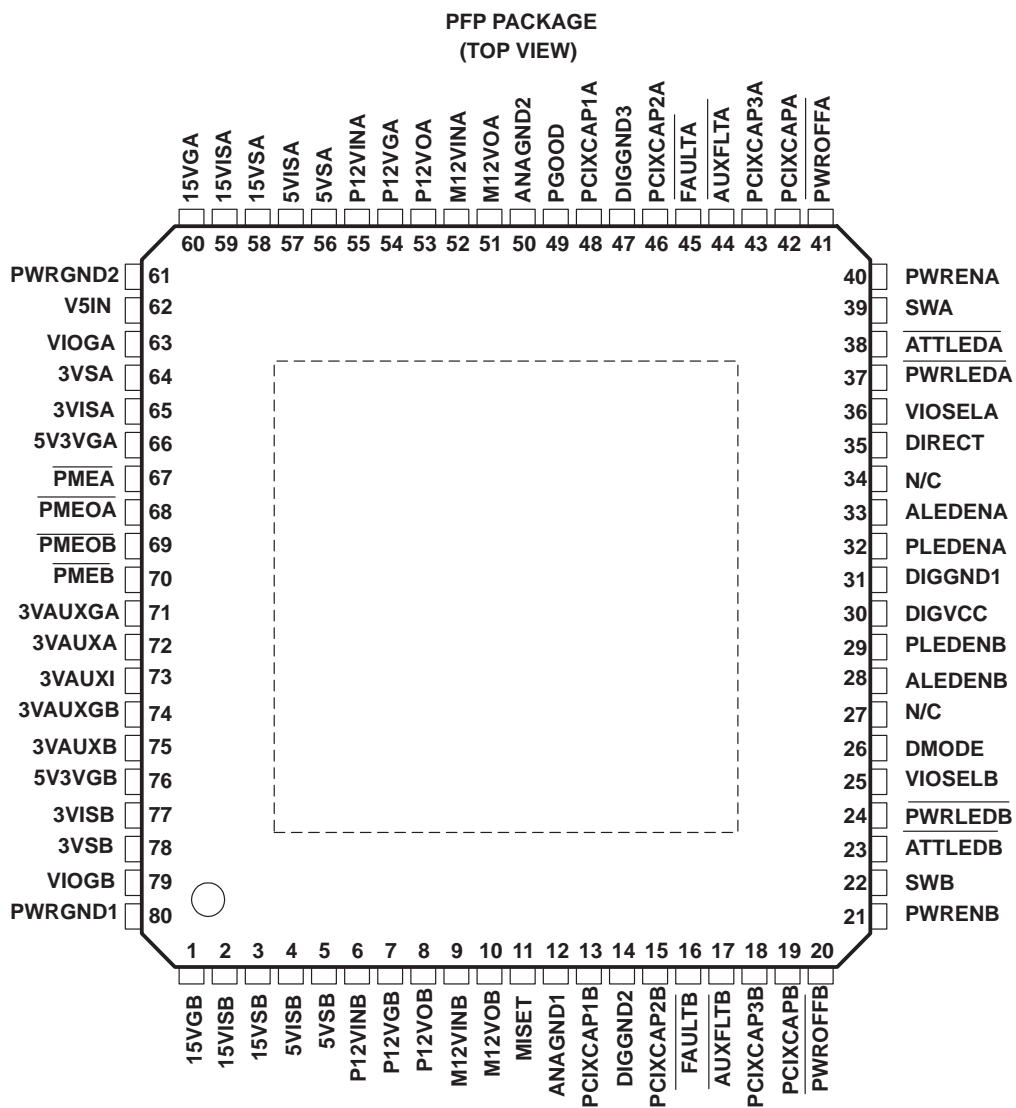 PFP PACKAGE
(TOP VIEW)
15VGA
15VISA
15VSA
5VISA
5VSA
P12VINA
P12VGA
P12VOA
M12VINA
M12VOA
ANAGND2
PGOOD
PCIXCAP1A
DIGGND3
PCIXCAP2A
FAULTA
AUXFLTA
PCIXCAP3A
PCIXCAPA
PWROFFA
60 59 58 57 56 55 54 53 52 51 50 49 48 47 46 45 44 43 42 41
PWRGND2 61
V5IN 62
VIOGA 63
3VSA 64
3VISA 65
5V3VGA 66
PMEA 67
PMEOA 68
PMEOB 69
PMEB 70
3VAUXGA 71
3VAUXA 72
3VAUXI 73
3VAUXGB 74
3VAUXB 75
5V3VGB 76
3VISB 77
3VSB 78
VIOGB 79
PWRGND1 80
40 PWRENA
39 SWA
38 ATTLEDA
37 PWRLEDA
36 VIOSELA
35 DIRECT
34 N/C
33 ALEDENA
32 PLEDENA
31 DIGGND1
30 DIGVCC
29 PLEDENB
28 ALEDENB
27 N/C
26 DMODE
25 VIOSELB
24 PWRLEDB
23 ATTLEDB
22 SWB
21 PWRENB
1 2 3 4 5 6 7 8 9 10 11 12 13 14 15 16 17 18 19 20
15VGB
15VISB
15VSB
5VISB
5VSB
P12VINB
P12VGB
P12VOB
M12VINB
M12VOB
MISET
ANAGND1
PCIXCAP1B
DIGGND2
PCIXCAP2B
FAULTB
AUXFLTB
PCIXCAP3B
PCIXCAPB
PWROFFB